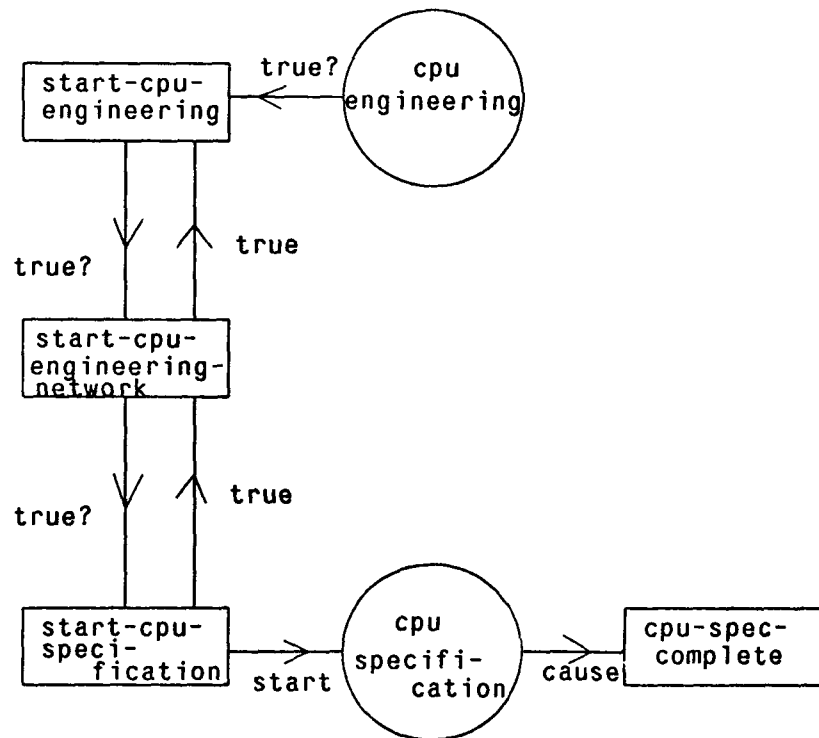 start-cpu-
engineering
true?
cpu
engineering
true?
true
start-cpu-
engineering-
network
true?
true
start-cpu-
speci-
fication
start
cpu
specifi-
cation
cause
cpu-spec-
complete